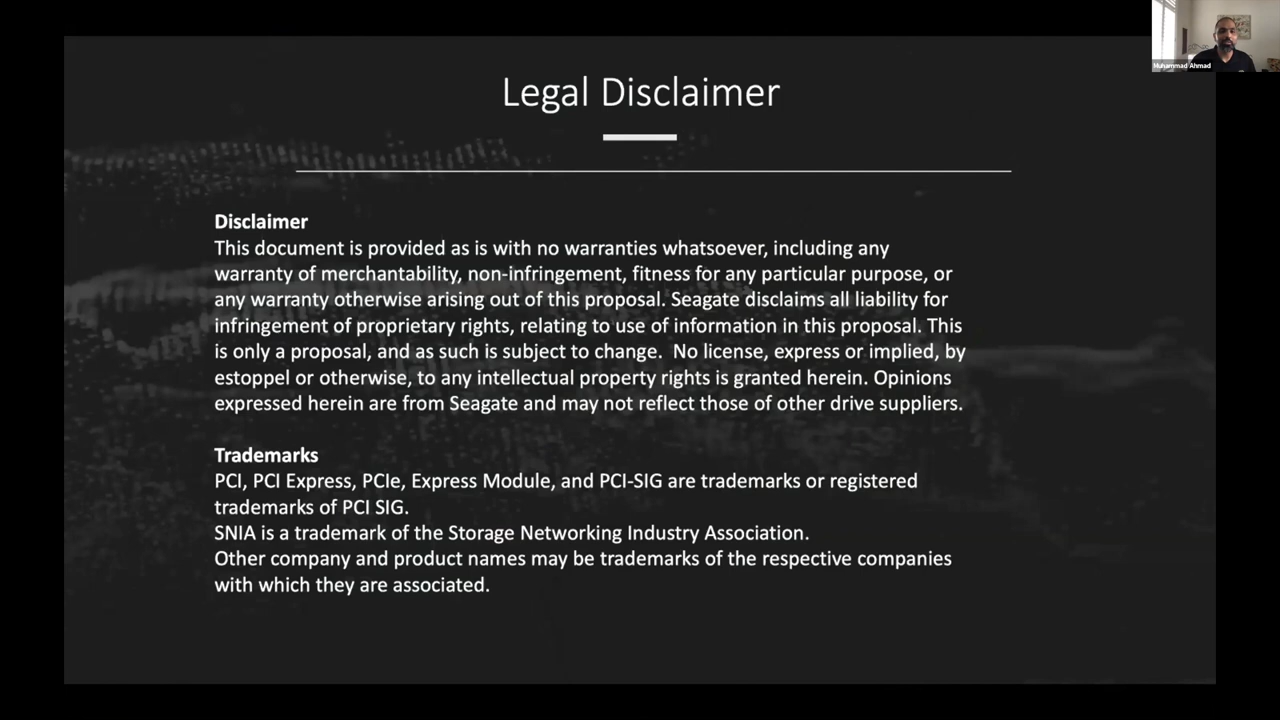 Muhammad Ahmad
Legal Disclaimer
Disclaimer
This document is provided as is with no warranties whatsoever, including any
warranty of merchantability, non-infringement, fitness for any particular purpose, or
any warranty otherwise arising out of this proposal. Seagate disclaims all liability for
infringement of proprietary rights, relating to use of information in this proposal. This
is only a proposal, and as such is subject to change.  No license, express or implied, by
estoppel or otherwise, to any intellectual property rights is granted herein. Opinions
expressed herein are from Seagate and may not reflect those of other drive suppliers.
Trademarks
PCI, PCI Express, PCIe, Express Module, and PCI-SIG are trademarks or registered
trademarks of PCI SIG.
SNIA is a trademark of the Storage Networking Industry Association.
Other company and product names may be trademarks of the respective companies
with which they are associated.